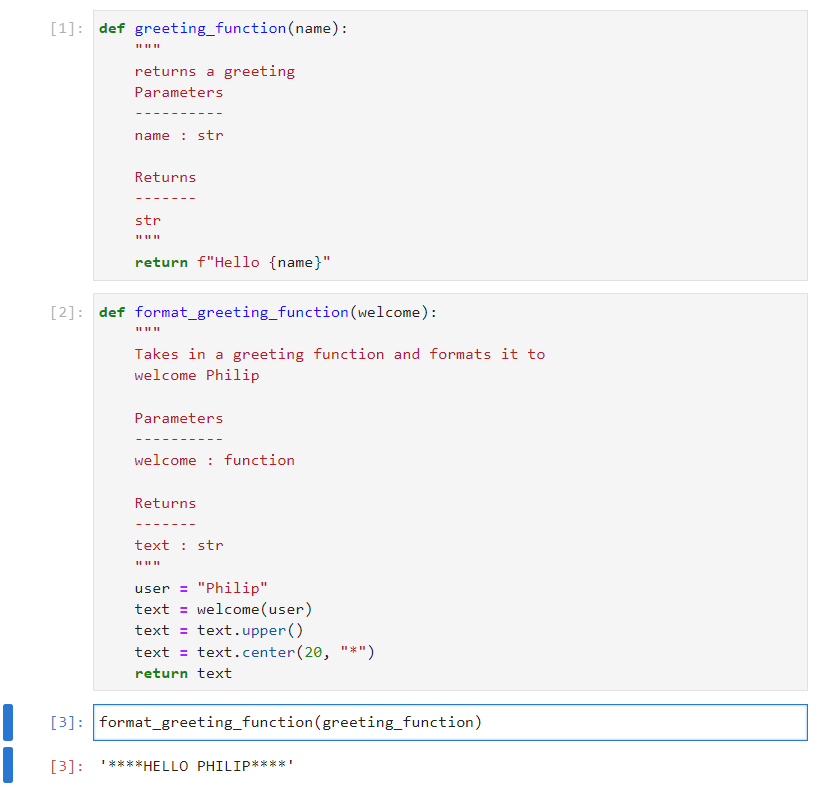 [1]: def greeting_function(name):
    """
    returns a greeting
    Parameters
    ----------
    name : str

    Returns
    -------
    str
    """
    return f"Hello {name}"
[2]: def format_greeting_function(welcome):
    """
    Takes in a greeting function and formats it to
    welcome Philip

    Parameters
    ----------
    welcome : function

    Returns
    -------
    text : str
    """
    user = "Philip"
    text = welcome(user)
    text = text.upper()
    text = text.center(20, "*")
    return text
[3]: format_greeting_function(greeting_function)
[3]: '****HELLO PHILIP****'